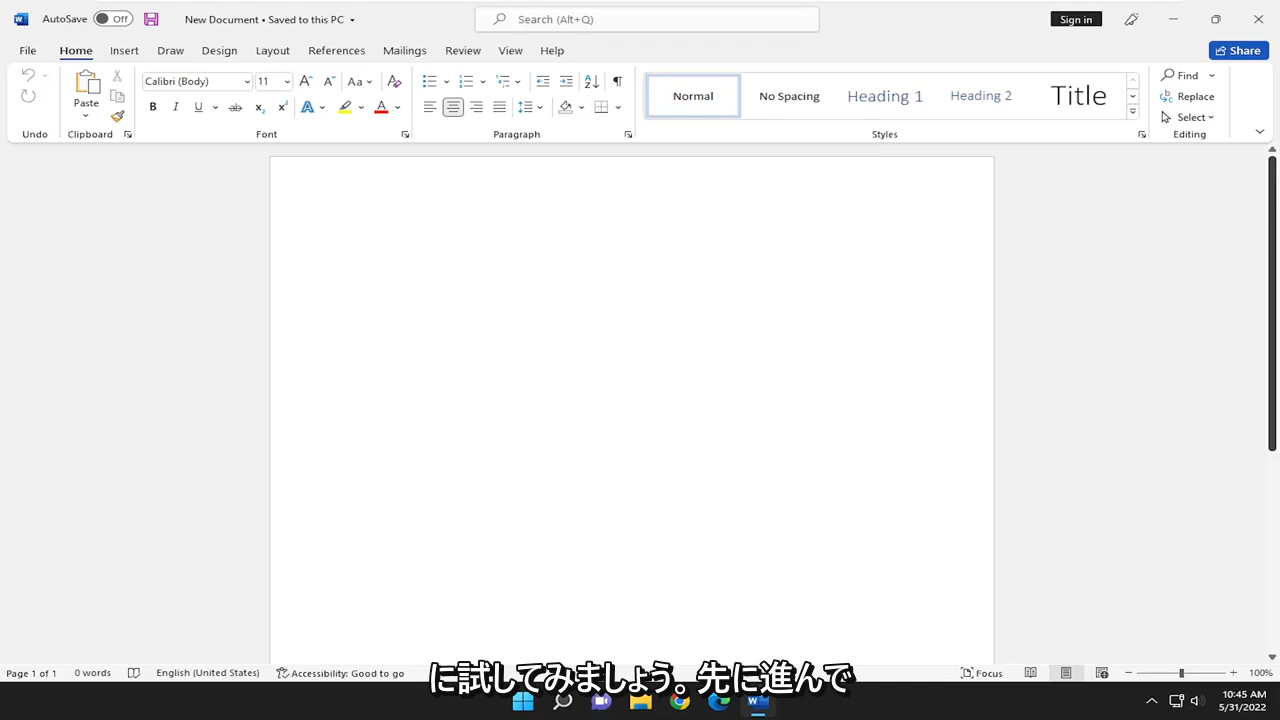 AutoSave Off New Document • Saved to this PC Search (Alt+Q) Sign in
File Home Insert Draw Design Layout References Mailings Review View Help Share
Paste Calibri (Body) 11 Aa Normal No Spacing Heading 1 Heading 2 Title Find
Replace
Select
Undo Clipboard Font Paragraph Styles Editing
Page 1 of 1 0 words English (United States) Accessibility: Good to go Focus 100%
に試してみましょう。先に進んで
10:45 AM
5/31/2022